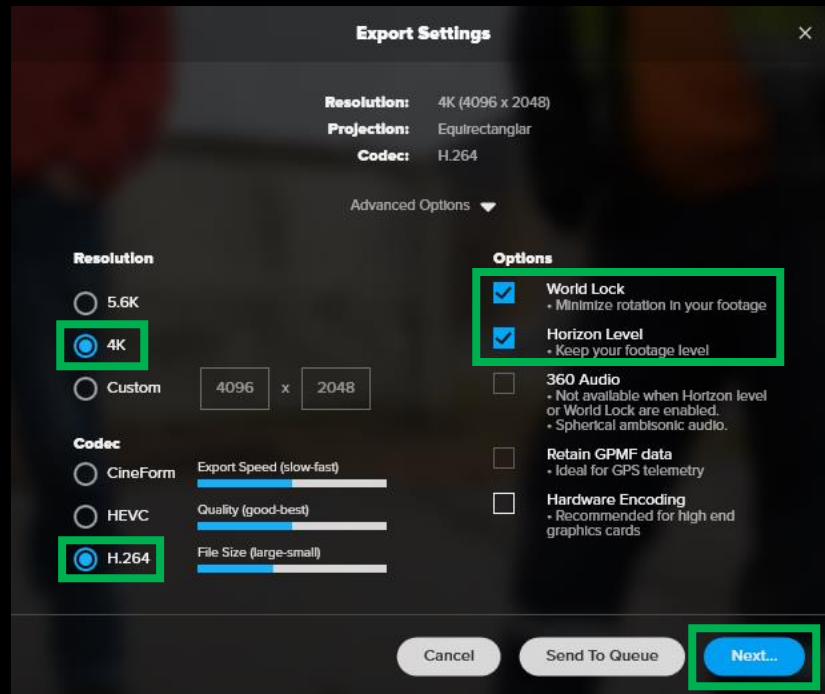 Export Settings
Resolution: 4K (4096 x 2048)
Projection: Equirectanglar
Codec: H.264
Advanced Options
Resolution
5.6K
4K
Custom 4096 x 2048
Codec
CineForm Export Speed (slow-fast)
HEVC Quality (good-best)
H.264 File Size (large-small)
Options
World Lock
• Minimize rotation in your footage
Horizon Level
• Keep your footage level
360 Audio
• Not available when Horizon level
or World Lock are enabled.
• Spherical ambisonic audio.
Retain GPMF data
• Ideal for GPS telemetry
Hardware Encoding
• Recommended for high end
graphics cards
Cancel
Send To Queue
Next...